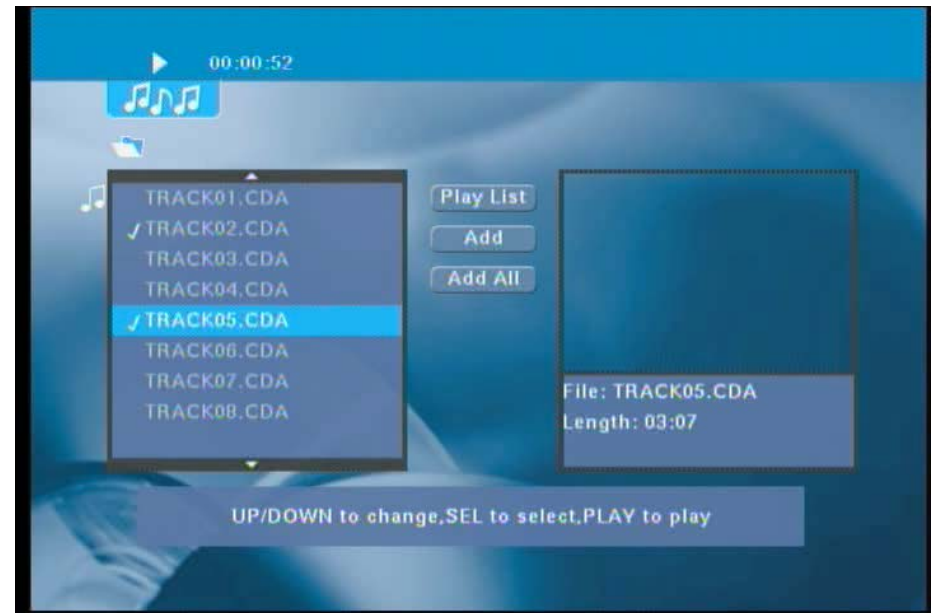 00:00:52
TRACK01.CDA
TRACK02.CDA
TRACK03.CDA
TRACK04.CDA
TRACK05.CDA
TRACK06.CDA
TRACK07.CDA
TRACK08.CDA
Play List
Add
Add All
File: TRACK05.CDA
Length: 03:07
UP/DOWN to change,SEL to select,PLAY to play